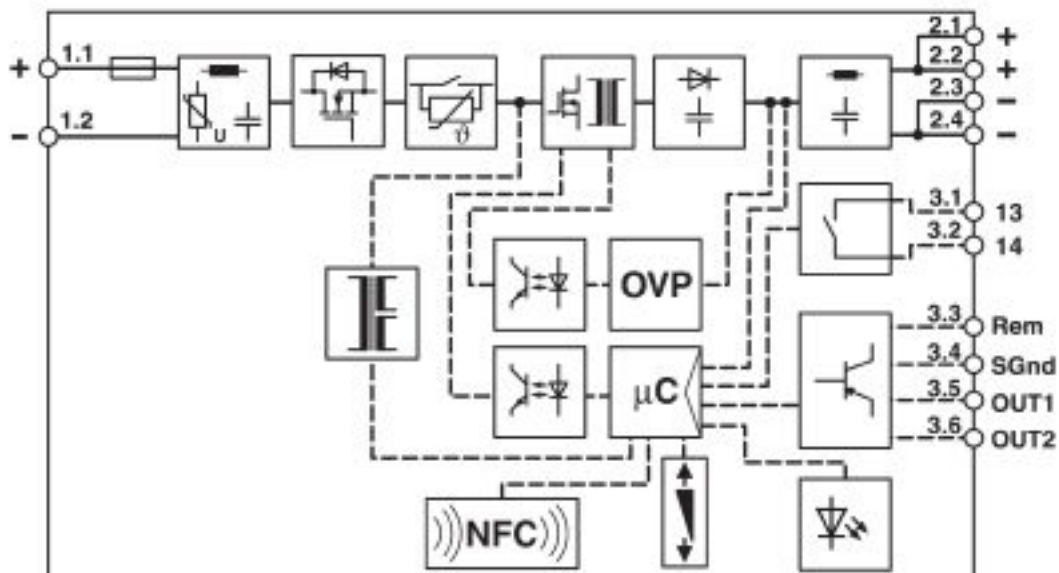 2.1
+
1.1
+
2.2
+
2.3
−
U
ϑ
− 1.2
2.4
−
3.1
13
3.2
14
OVP
3.3
Rem
3.4
SGnd
µC
3.5
OUT1
3.6
OUT2
))) NFC )))